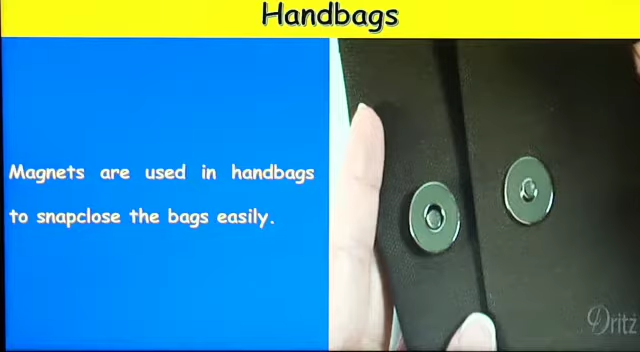 Handbags
Magnets are used in handbags
to snapclose the bags easily.
Dritz